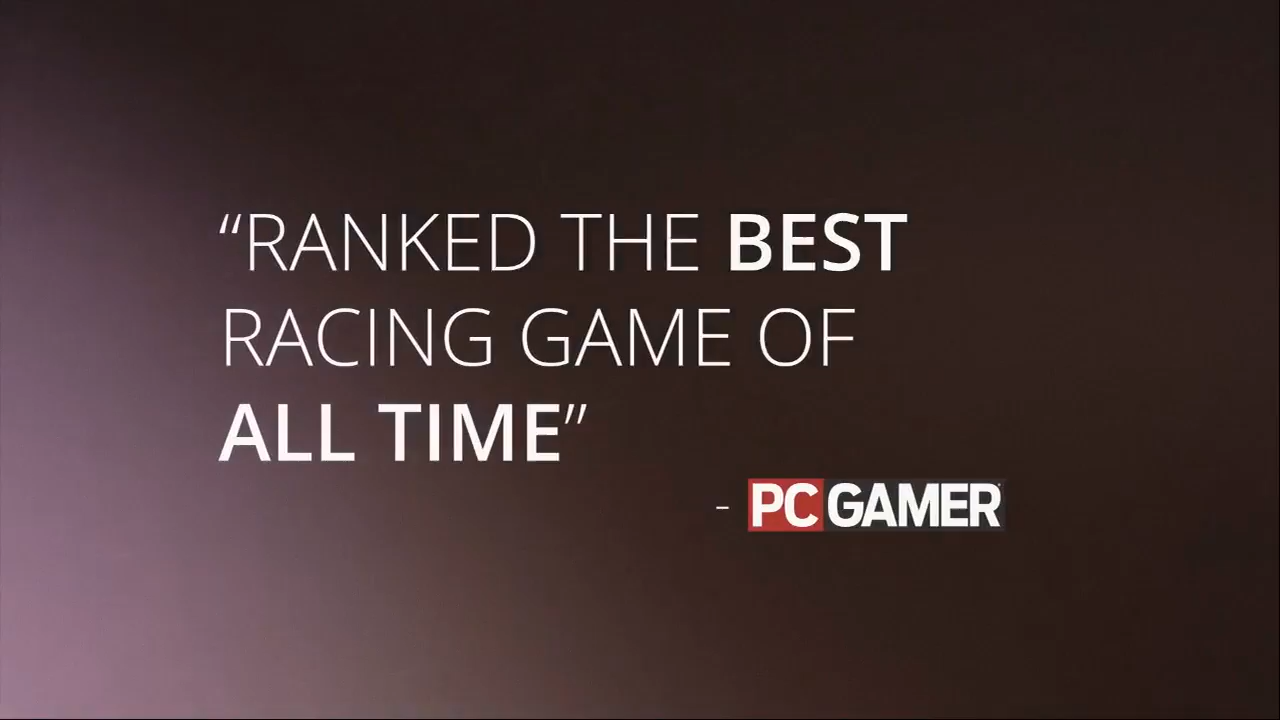 “RANKED THE BEST
RACING GAME OF
ALL TIME”
- PC GAMER